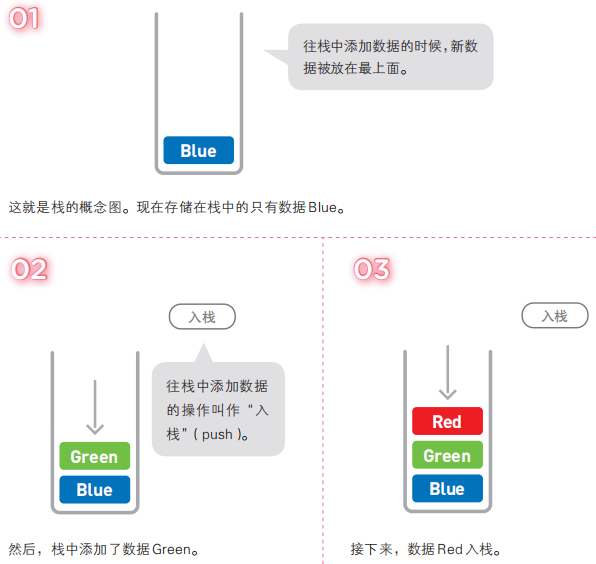 01
往栈中添加数据的时候，新数
据被放在最上面。
Blue
这就是栈的概念图。现在存储在栈中的只有数据Blue。
02
入栈
往栈中添加数据
的操作叫作“入
栈”( push )。
Green
Blue
然后，栈中添加了数据Green。
03
入栈
Red
Green
Blue
接下来，数据Red入栈。